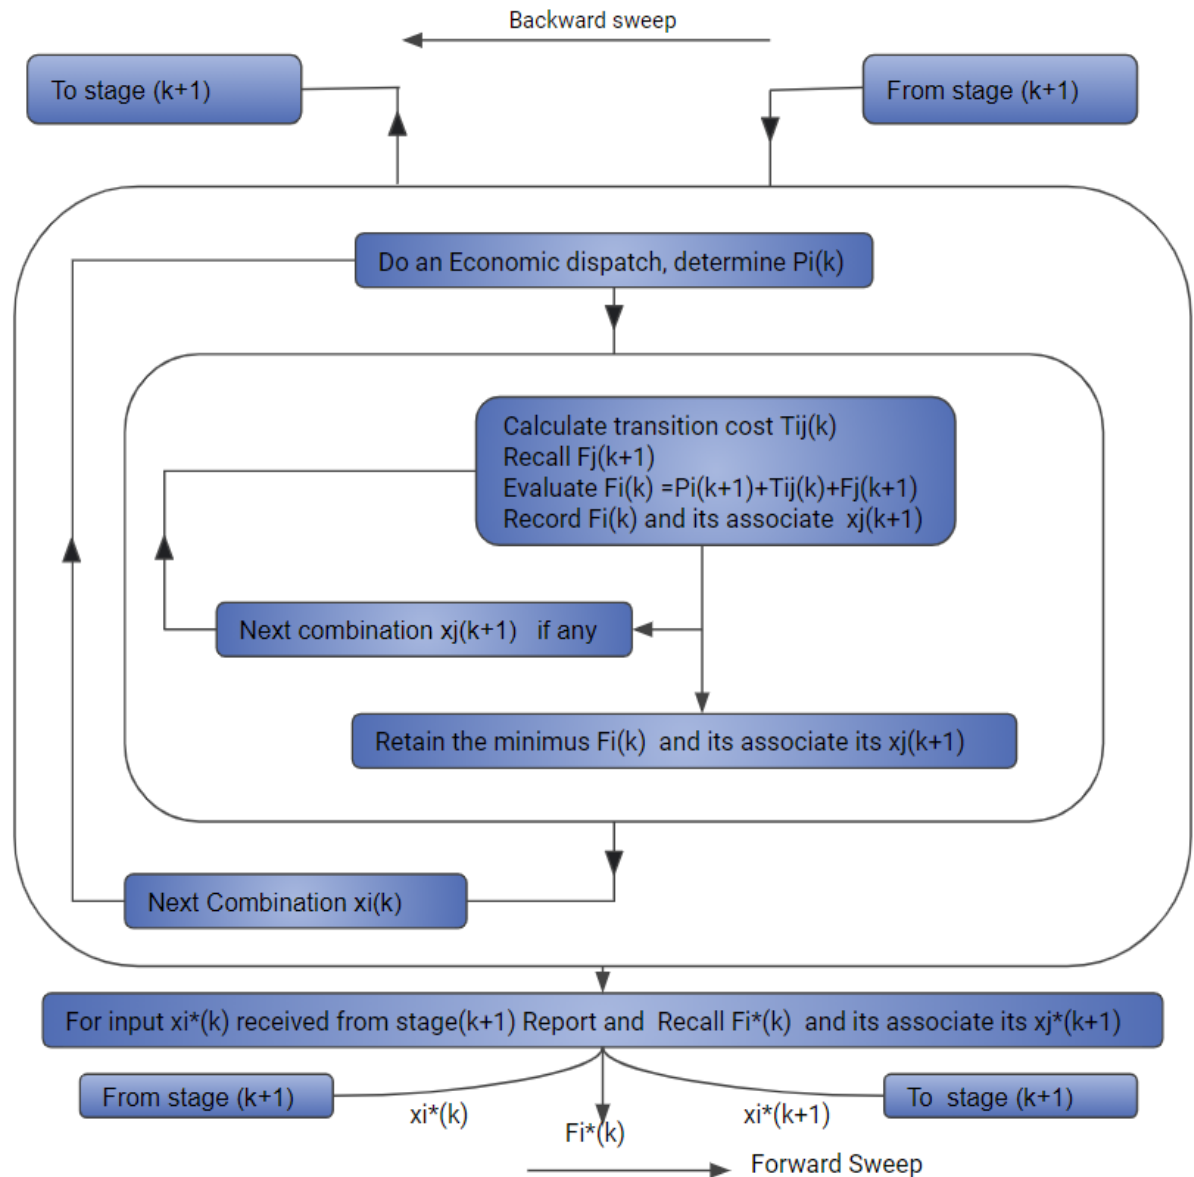 Backward sweep
To stage (k+1)
From stage (k+1)
Do an Economic dispatch, determine Pi(k)
Calculate transition cost Tij(k)
Recall Fj(k+1)
Evaluate Fi(k) =Pi(k+1)+Tij(k)+Fj(k+1)
Record Fi(k) and its associate xj(k+1)
Next combination xj(k+1) if any
Retain the minimus Fi(k) and its associate its xj(k+1)
Next Combination xi(k)
For input xi*(k) received from stage(k+1) Report and Recall Fi*(k) and its associate its xj*(k+1)
From stage (k+1)
To stage (k+1)
xi*(k)
xi*(k+1)
Fi*(k)
Forward Sweep